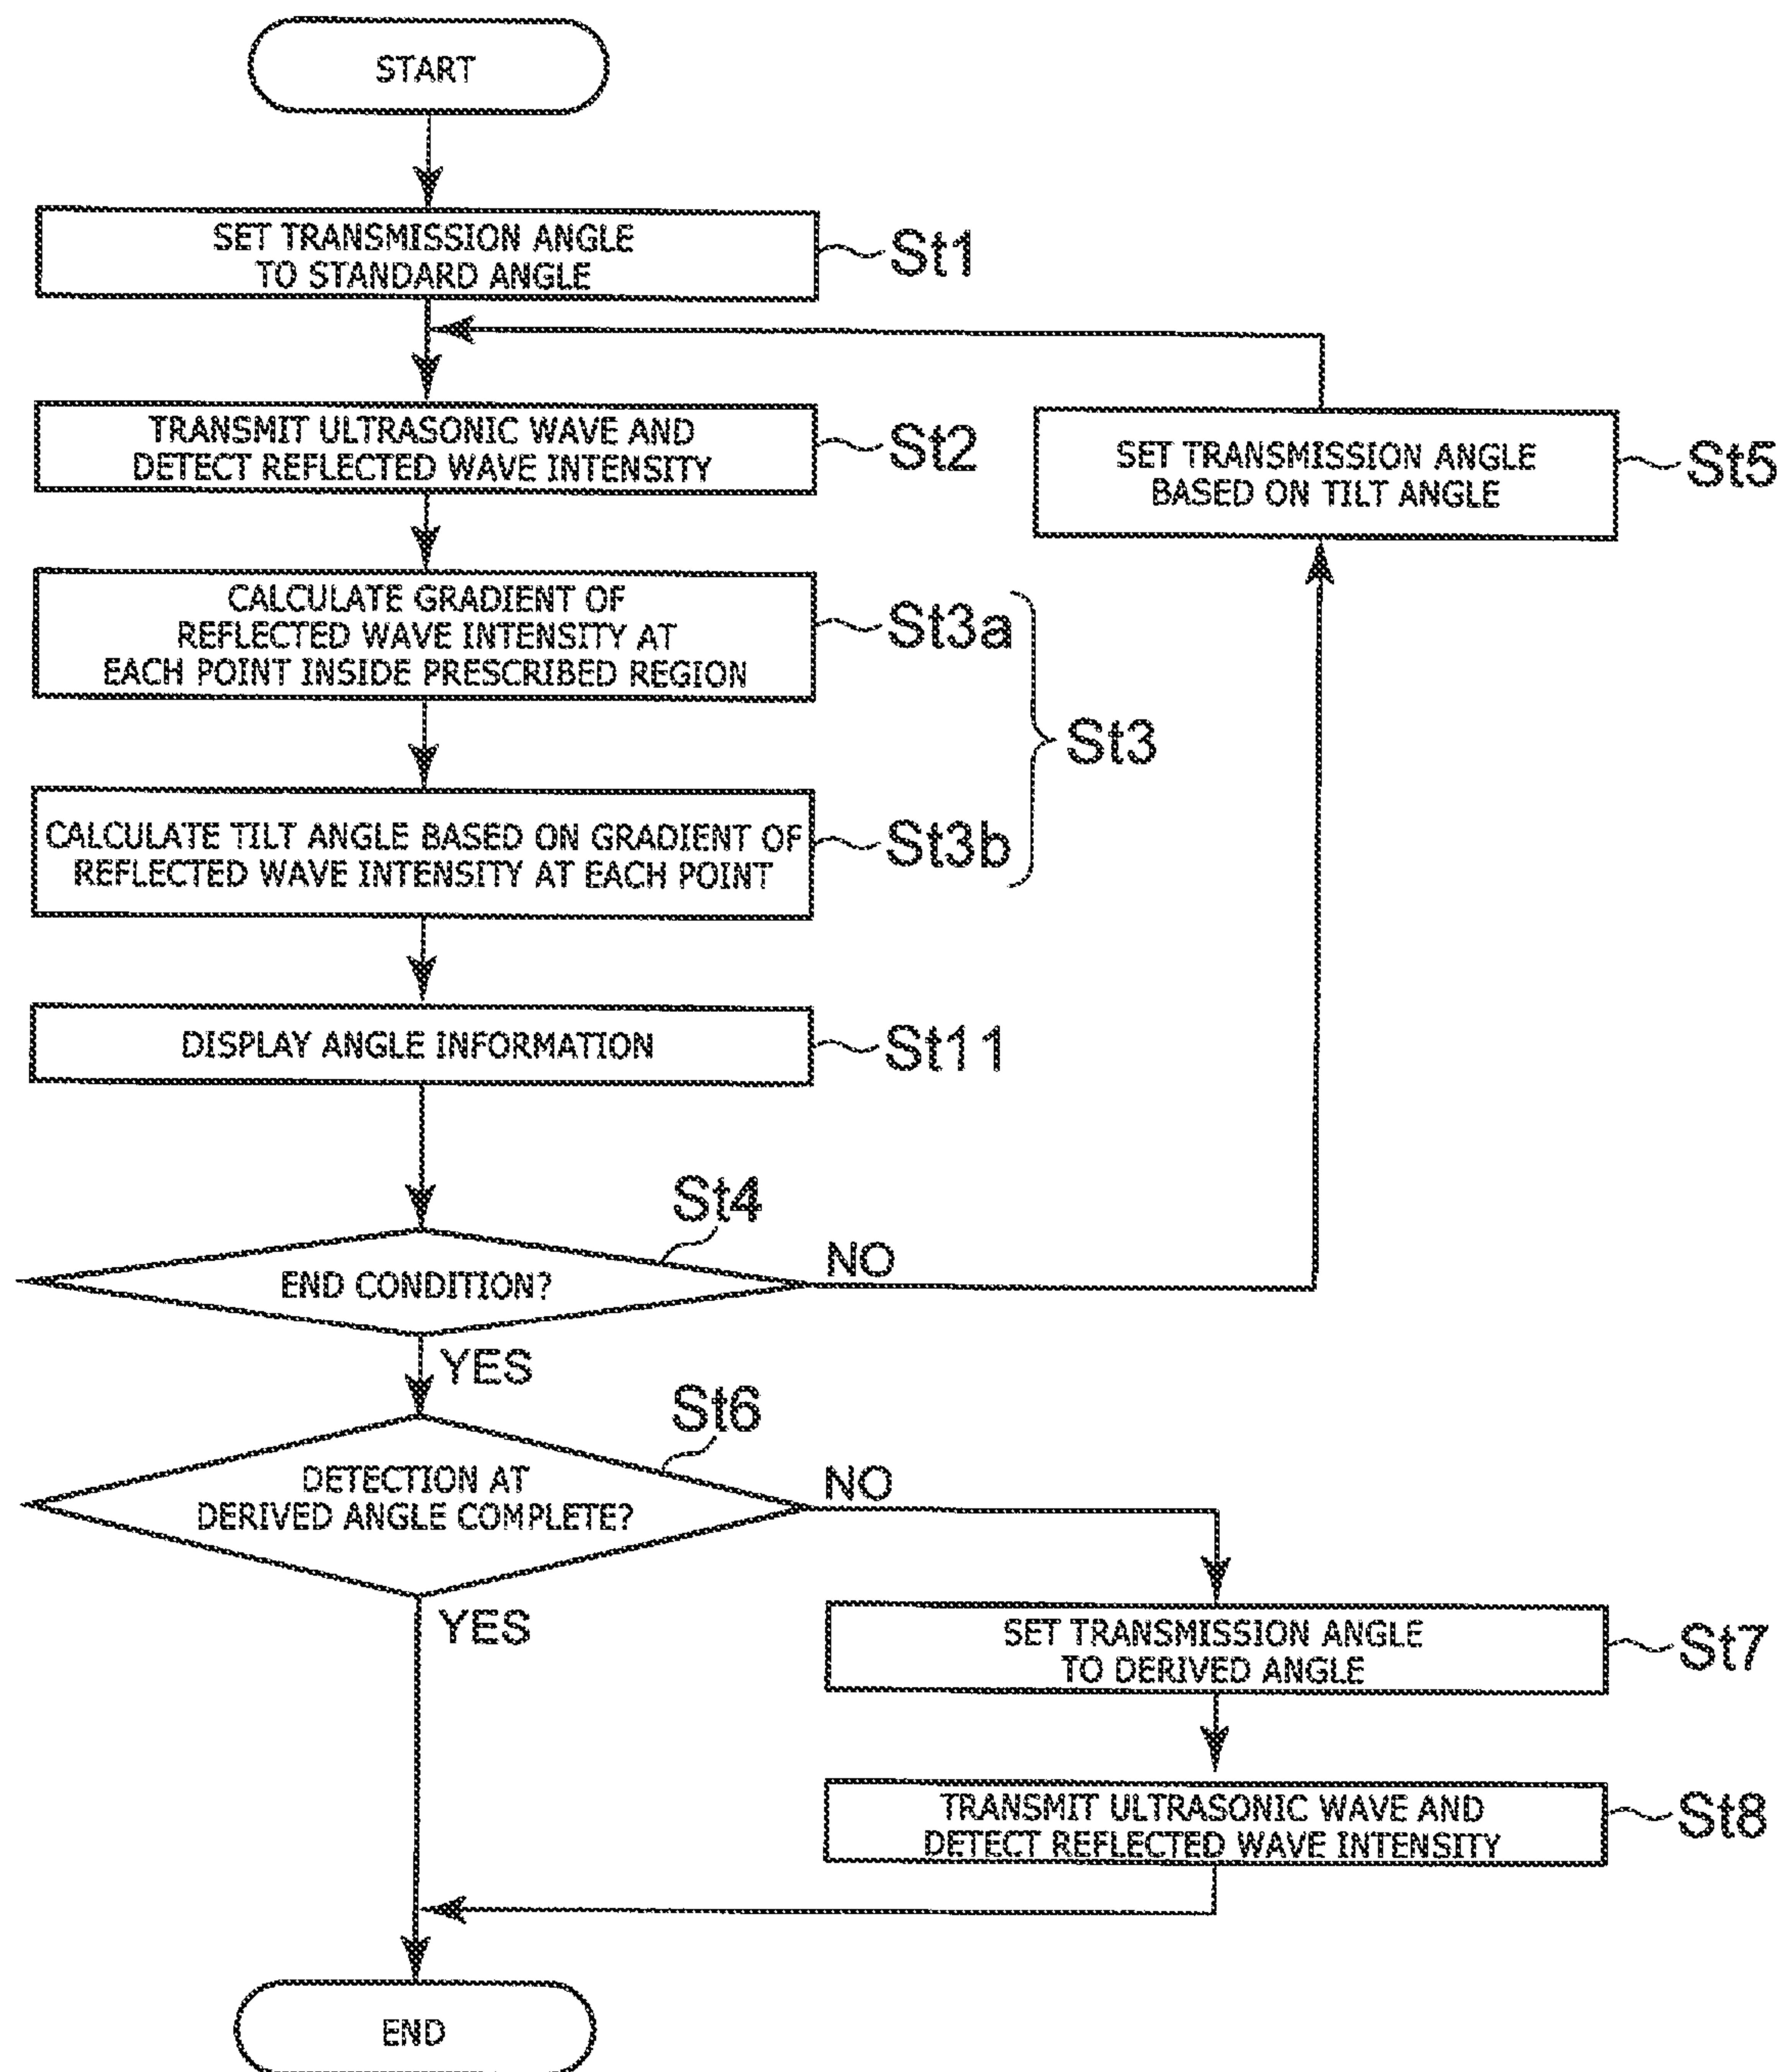 START
SET TRANSMISSION ANGLE
TO STANDARD ANGLE
St1
TRANSMIT ULTRASONIC WAVE AND
DETECT REFLECTED WAVE INTENSITY
St2
SET TRANSMISSION ANGLE
BASED ON TILT ANGLE
St5
CALCULATE GRADIENT OF
REFLECTED WAVE INTENSITY AT
EACH POINT INSIDE PRESCRIBED REGION
St3a
St3
CALCULATE TILT ANGLE BASED ON GRADIENT OF
REFLECTED WAVE INTENSITY AT EACH POINT
St3b
DISPLAY ANGLE INFORMATION
St11
St4
END CONDITION?
NO
YES
St6
DETECTION AT
DERIVED ANGLE COMPLETE?
NO
YES
SET TRANSMISSION ANGLE
TO DERIVED ANGLE
St7
TRANSMIT ULTRASONIC WAVE AND
DETECT REFLECTED WAVE INTENSITY
St8
END